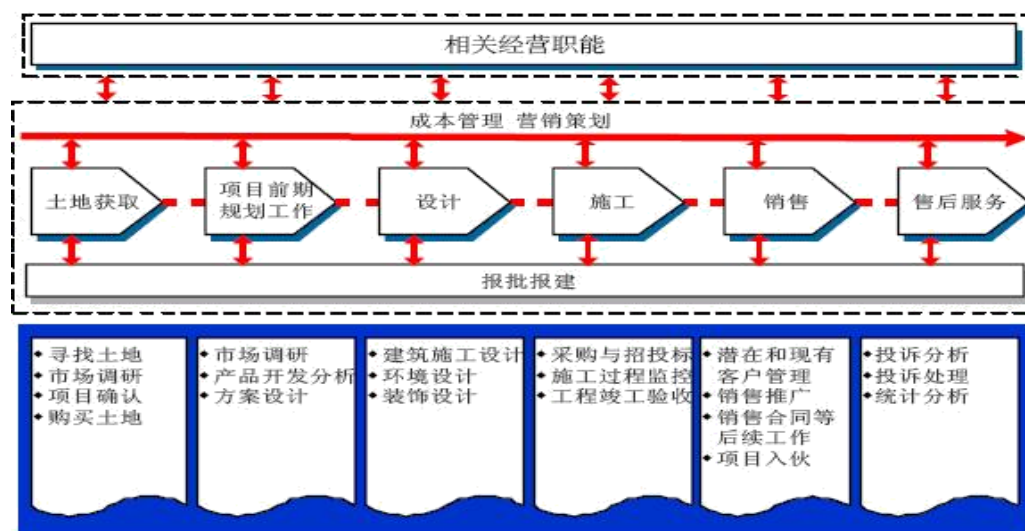 相关经营职能
成本管理 营销策划
土地获取
项目前期
规划工作
设计
施工
销售
售后服务
报批报建
◆ 寻找土地
◆ 市场调研
◆ 项目确认
◆ 购买土地
◆ 市场调研
◆ 产品开发分析
◆ 方案设计
◆ 建筑施工设计
◆ 环境设计
◆ 装饰设计
◆ 采购与招投标
◆ 施工过程监控
◆ 工程竣工验收
◆ 潜在和现有
客户管理
◆ 销售推广
◆ 销售合同等
后续工作
◆ 项目入伙
◆ 投诉分析
◆ 投诉处理
◆ 统计分析